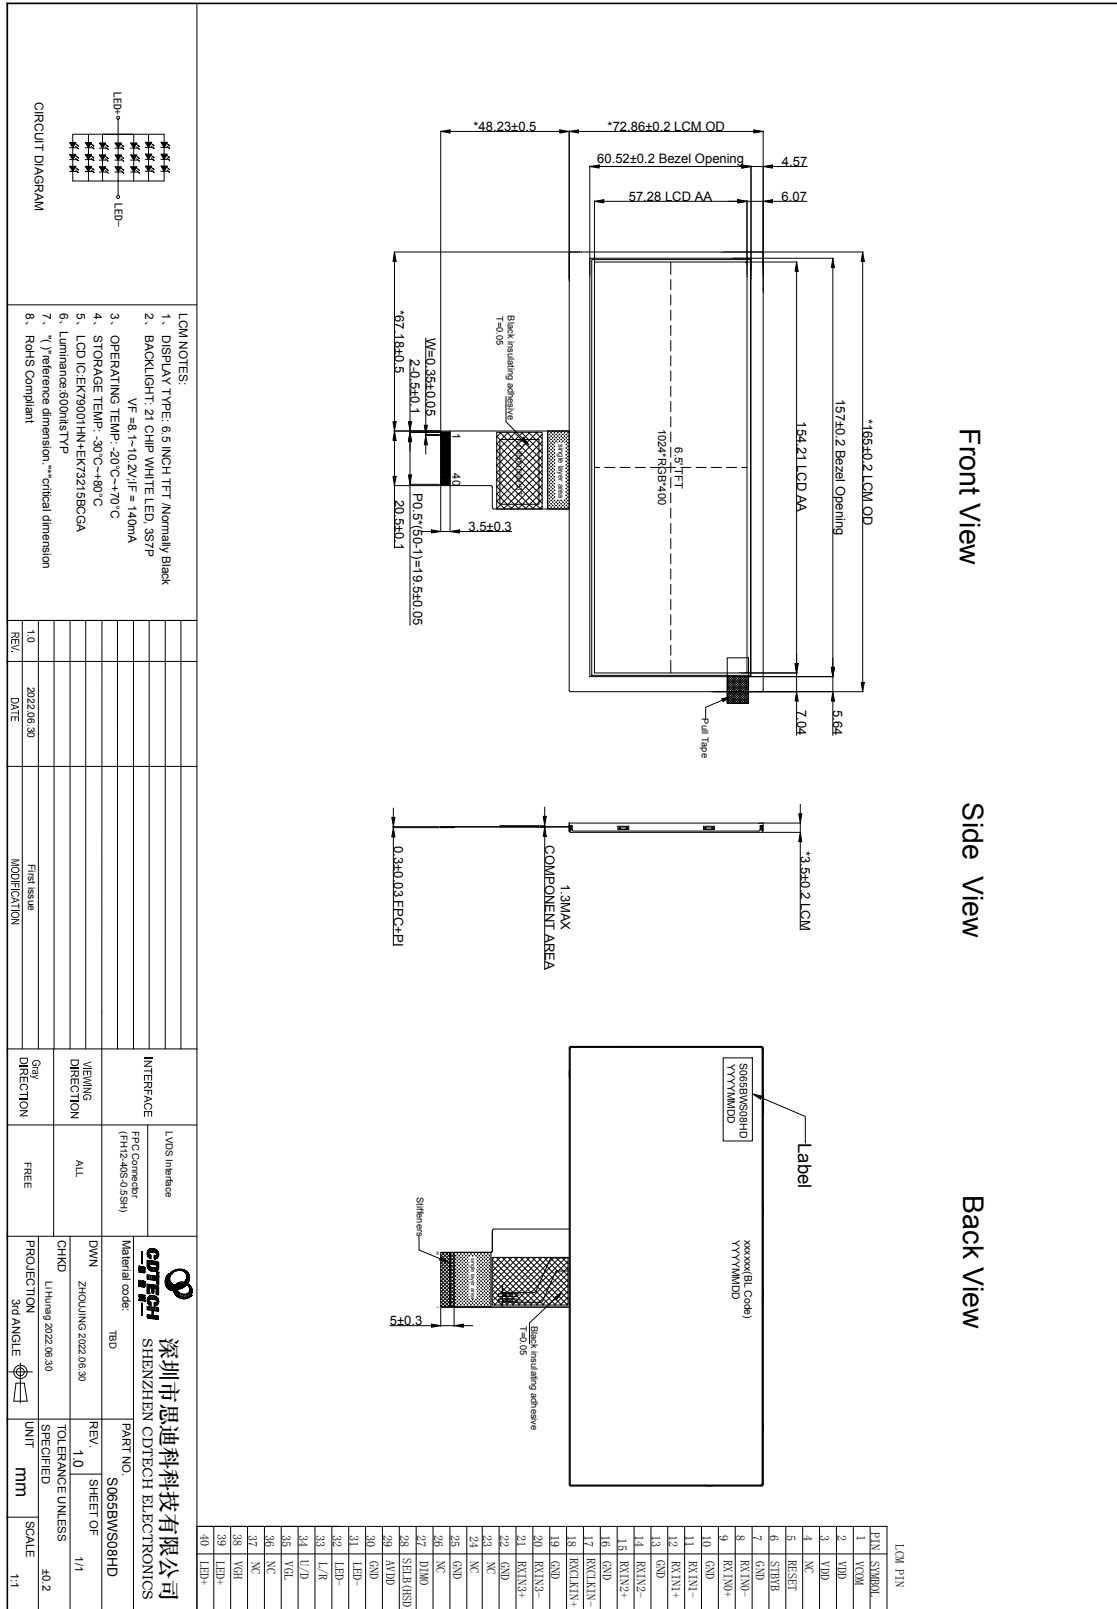 Front View
Side View
Back View
*165±0.2 LCM OD
157±0.2 Bezel Opening
154.21 LCD AA
5.64
7.04
*72.86±0.2 LCM OD
*48.23±0.5
60.52±0.2 Bezel Opening
4.57
57.28 LCD AA
6.07
6.5"TFT
1024*RGB*400
Pull Tape
Black insulating adhesive
T=0.05
single layer area
*67.18±0.5
W=0.35±0.05
2-0.5±0.1
1
40
P0.5*(50-1)=19.5±0.05
20.5±0.1
3.5±0.3
*3.5±0.2 LCM
1.3MAX
COMPONENT AREA
0.3±0.03 FPC+PI
S065BWS08HD
YYYYMMDD
Label
xxxxxx(BL Code)
YYYYMMDD
Stiffeners
single layer area
Black insulating adhesive
T=0.05
5±0.3
LCM PIN
PIN SYMBOL
1 VCOM
2 VDD
3 VDD
4 NC
5 RESET
6 STBYB
7 GND
8 RXIN0-
9 RXIN0+
10 GND
11 RXIN1-
12 RXIN1+
13 GND
14 RXIN2-
15 RXIN2+
16 GND
17 RXCLKIN-
18 RXCLKIN+
19 GND
20 RXIN3-
21 RXIN3+
22 GND
23 NC
24 NC
25 GND
26 NC
27 DIMO
28 SELB(HSD
29 AVDD
30 GND
31 LED-
32 LED-
33 L/R
34 U/D
35 VGL
36 NC
37 NC
38 VGH
39 LED+
40 LED+
LED+
LED-
CIRCUIT DIAGRAM
LCM NOTES:
1、DISPLAY TYPE: 6.5 INCH TFT /Normally Black
2、BACKLIGHT: 21 CHIP WHITE LED, 3S7P
VF =8.1~10.2V;IF = 140mA
3、OPERATING TEMP: -20°C~+70°C
4、STORAGE TEMP: -30°C~+80°C
5、LCD IC:EK79001HN+EK73215BCGA
6、Luminance:600nitsTYP
7、"( )"reference dimension,"*"critical dimension
8、RoHS Compliant
1.0 2022.06.30 First issue
REV. DATE MODIFICATION
INTERFACE
LVDS Interface
FPC Connector
(FH12-40S-0.5SH)
VIEWING
DIRECTION
ALL
Gray
DIRECTION
FREE
CDTECH
深圳市思迪科科技有限公司
SHENZHEN CDTECH ELECTRONICS
Material code: TBD
PART NO.
S065BWS08HD
DWN ZHOUJING 2022.06.30
REV. 1.0
SHEET OF 1/1
CHKD Li Hunag 2022.06.30
TOLERANCE UNLESS
SPECIFIED ±0.2
PROJECTION 3rd ANGLE
UNIT mm
SCALE 1:1